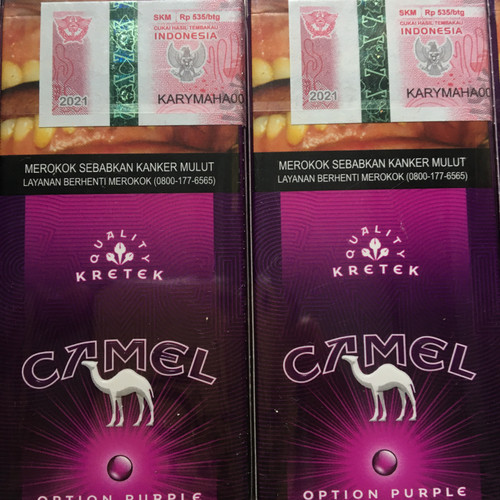 SKM Rp 535/btg
CUKAI HASIL TEMBAKAU
INDONESIA
2021
KARYMAHA00
MEROKOK SEBABKAN KANKER MULUT
LAYANAN BERHENTI MEROKOK (0800-177-6565)
QUALITY
KRETEK
CAMEL
OPTION PURPLE
SKM Rp 535/btg
CUKAI HASIL TEMBAKAU
INDONESIA
2021
KARYMAHA00
MEROKOK SEBABKAN KANKER MULUT
LAYANAN BERHENTI MEROKOK (0800-177-6565)
QUALITY
KRETEK
CAMEL
OPTION PURPLE